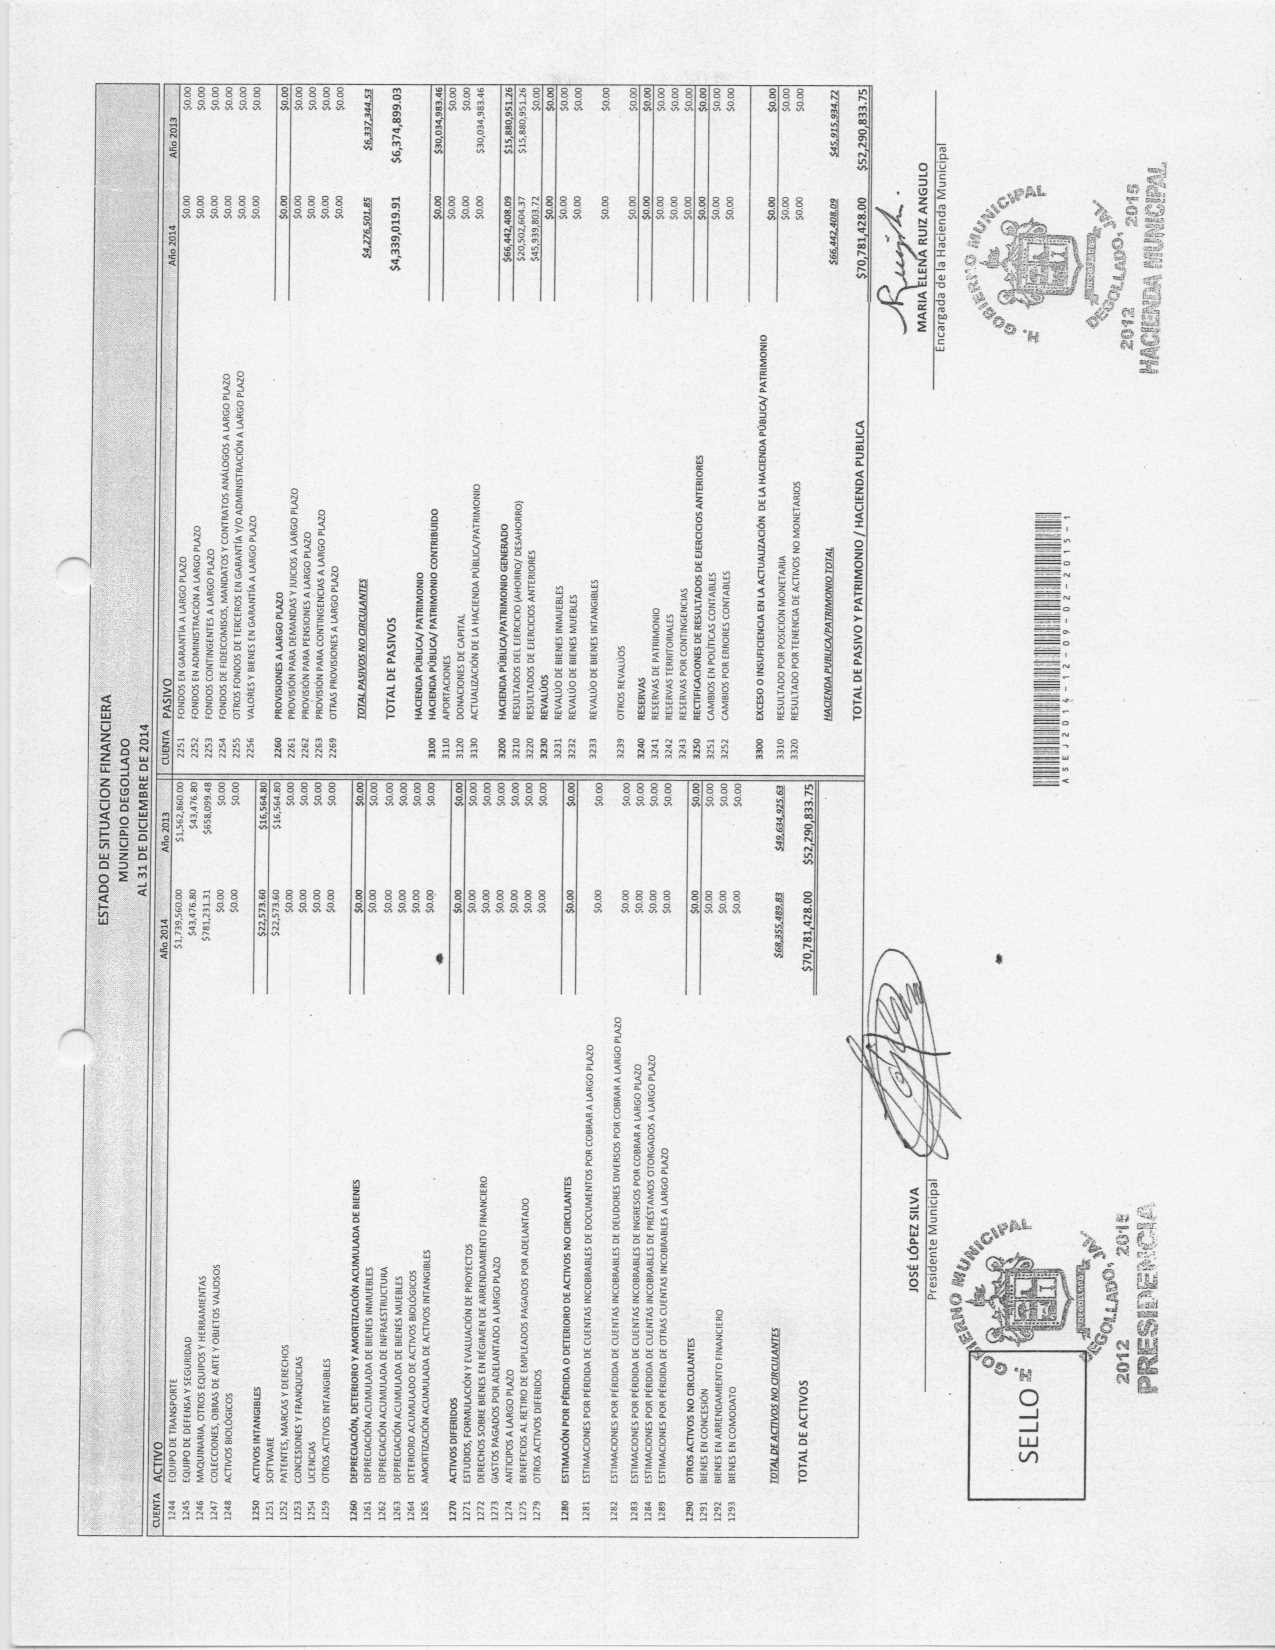 ESTADO DE SITUACION FINANCIERA
MUNICIPIO DEGOLLADO
AL 31 DE DICIEMBRE DE 2014
CUENTA ACTIVO Año 2014 Año 2013
1244 EQUIPO DE TRANSPORTE $1,739,560.00 $1,562,860.00
1245 EQUIPO DE DEFENSA Y SEGURIDAD $43,476.80 $43,476.80
1246 MAQUINARIA, OTROS EQUIPOS Y HERRAMIENTAS $781,231.31 $658,099.48
1247 COLECCIONES, OBRAS DE ARTE Y OBJETOS VALIOSOS $0.00 $0.00
1248 ACTIVOS BIOLÓGICOS $0.00 $0.00
1250 ACTIVOS INTANGIBLES $22,573.60 $16,564.80
1251 SOFTWARE $22,573.60 $16,564.80
1252 PATENTES, MARCAS Y DERECHOS $0.00 $0.00
1253 CONCESIONES Y FRANQUICIAS $0.00 $0.00
1254 LICENCIAS $0.00 $0.00
1259 OTROS ACTIVOS INTANGIBLES $0.00 $0.00
1260 DEPRECIACIÓN, DETERIORO Y AMORTIZACIÓN ACUMULADA DE BIENES $0.00 $0.00
1261 DEPRECIACIÓN ACUMULADA DE BIENES INMUEBLES $0.00 $0.00
1262 DEPRECIACIÓN ACUMULADA DE INFRAESTRUCTURA $0.00 $0.00
1263 DEPRECIACIÓN ACUMULADA DE BIENES MUEBLES $0.00 $0.00
1264 DETERIORO ACUMULADO DE ACTIVOS BIOLÓGICOS $0.00 $0.00
1265 AMORTIZACIÓN ACUMULADA DE ACTIVOS INTANGIBLES $0.00 $0.00
1270 ACTIVOS DIFERIDOS $0.00 $0.00
1271 ESTUDIOS, FORMULACIÓN Y EVALUACIÓN DE PROYECTOS $0.00 $0.00
1272 DERECHOS SOBRE BIENES EN RÉGIMEN DE ARRENDAMIENTO FINANCIERO $0.00 $0.00
1273 GASTOS PAGADOS POR ADELANTADO A LARGO PLAZO $0.00 $0.00
1274 ANTICIPOS A LARGO PLAZO $0.00 $0.00
1275 BENEFICIOS AL RETIRO DE EMPLEADOS PAGADOS POR ADELANTADO $0.00 $0.00
1279 OTROS ACTIVOS DIFERIDOS $0.00 $0.00
1280 ESTIMACIÓN POR PÉRDIDA O DETERIORO DE ACTIVOS NO CIRCULANTES $0.00 $0.00
1281 ESTIMACIONES POR PÉRDIDA DE CUENTAS INCOBRABLES DE DOCUMENTOS POR COBRAR A LARGO PLAZO $0.00 $0.00
1282 ESTIMACIONES POR PÉRDIDA DE CUENTAS INCOBRABLES DE DEUDORES DIVERSOS POR COBRAR A LARGO PLAZO $0.00 $0.00
1283 ESTIMACIONES POR PÉRDIDA DE CUENTAS INCOBRABLES DE INGRESOS POR COBRAR A LARGO PLAZO $0.00 $0.00
1284 ESTIMACIONES POR PÉRDIDA DE CUENTAS INCOBRABLES DE PRÉSTAMOS OTORGADOS A LARGO PLAZO $0.00 $0.00
1289 ESTIMACIONES POR PÉRDIDA DE OTRAS CUENTAS INCOBRABLES A LARGO PLAZO $0.00 $0.00
1290 OTROS ACTIVOS NO CIRCULANTES $0.00 $0.00
1291 BIENES EN CONCESIÓN $0.00 $0.00
1292 BIENES EN ARRENDAMIENTO FINANCIERO $0.00 $0.00
1293 BIENES EN COMODATO $0.00 $0.00
TOTAL DE ACTIVOS NO CIRCULANTES $68,355,489.83 $49,634,925.63
TOTAL DE ACTIVOS $70,781,428.00 $52,290,833.75
CUENTA PASIVO Año 2014 Año 2013
2251 FONDOS EN GARANTÍA A LARGO PLAZO $0.00 $0.00
2252 FONDOS EN ADMINISTRACIÓN A LARGO PLAZO $0.00 $0.00
2253 FONDOS CONTINGENTES A LARGO PLAZO $0.00 $0.00
2254 FONDOS DE FIDEICOMISOS, MANDATOS Y CONTRATOS ANÁLOGOS A LARGO PLAZO $0.00 $0.00
2255 OTROS FONDOS DE TERCEROS EN GARANTÍA Y/O ADMINISTRACIÓN A LARGO PLAZO $0.00 $0.00
2256 VALORES Y BIENES EN GARANTÍA A LARGO PLAZO $0.00 $0.00
2260 PROVISIONES A LARGO PLAZO $0.00 $0.00
2261 PROVISIÓN PARA DEMANDAS Y JUICIOS A LARGO PLAZO $0.00 $0.00
2262 PROVISIÓN PARA PENSIONES A LARGO PLAZO $0.00 $0.00
2263 PROVISIÓN PARA CONTINGENCIAS A LARGO PLAZO $0.00 $0.00
2269 OTRAS PROVISIONES A LARGO PLAZO $0.00 $0.00
TOTAL PASIVOS NO CIRCULANTES $4,276,501.85 $6,337,344.53
TOTAL DE PASIVOS $4,339,019.91 $6,374,899.03
HACIENDA PÚBLICA/ PATRIMONIO
3100 HACIENDA PÚBLICA/ PATRIMONIO CONTRIBUIDO $0.00 $30,034,983.46
3110 APORTACIONES $0.00 $0.00
3120 DONACIONES DE CAPITAL $0.00 $0.00
3130 ACTUALIZACIÓN DE LA HACIENDA PÚBLICA/PATRIMONIO $0.00 $30,034,983.46
3200 HACIENDA PÚBLICA/PATRIMONIO GENERADO $66,442,408.09 $15,880,951.26
3210 RESULTADOS DEL EJERCICIO (AHORRO/ DESAHORRO) $20,502,604.37 $15,880,951.26
3220 RESULTADOS DE EJERCICIOS ANTERIORES $45,939,803.72 $0.00
3230 REVALÚOS $0.00 $0.00
3231 REVALÚO DE BIENES INMUEBLES $0.00 $0.00
3232 REVALÚO DE BIENES MUEBLES $0.00 $0.00
3233 REVALÚO DE BIENES INTANGIBLES $0.00 $0.00
3239 OTROS REVALÚOS $0.00 $0.00
3240 RESERVAS $0.00 $0.00
3241 RESERVAS DE PATRIMONIO $0.00 $0.00
3242 RESERVAS TERRITORIALES $0.00 $0.00
3243 RESERVAS POR CONTINGENCIAS $0.00 $0.00
3250 RECTIFICACIONES DE RESULTADOS DE EJERCICIOS ANTERIORES $0.00 $0.00
3251 CAMBIOS EN POLÍTICAS CONTABLES $0.00 $0.00
3252 CAMBIOS POR ERRORES CONTABLES $0.00 $0.00
3300 EXCESO O INSUFICIENCIA EN LA ACTUALIZACIÓN DE LA HACIENDA PÚBLICA/ PATRIMONIO $0.00 $0.00
3310 RESULTADO POR POSICIÓN MONETARIA $0.00 $0.00
3320 RESULTADO POR TENENCIA DE ACTIVOS NO MONETARIOS $0.00 $0.00
HACIENDA PUBLICA/PATRIMONIO TOTAL $66,442,408.09 $45,915,934.72
TOTAL DE PASIVO Y PATRIMONIO / HACIENDA PUBLICA $70,781,428.00 $52,290,833.75
JOSÉ LÓPEZ SILVA
Presidente Municipal
MARIA ELENA RUIZ ANGULO
Encargada de la Hacienda Municipal
SELLO
H. GOBIERNO MUNICIPAL
DEGOLLADO, JAL.
2012 2015
PRESIDENCIA
ASEJ2014-12-09-02-2015-1
H. GOBIERNO MUNICIPAL
DEGOLLADO, JAL.
2012 2015
HACIENDA MUNICIPAL